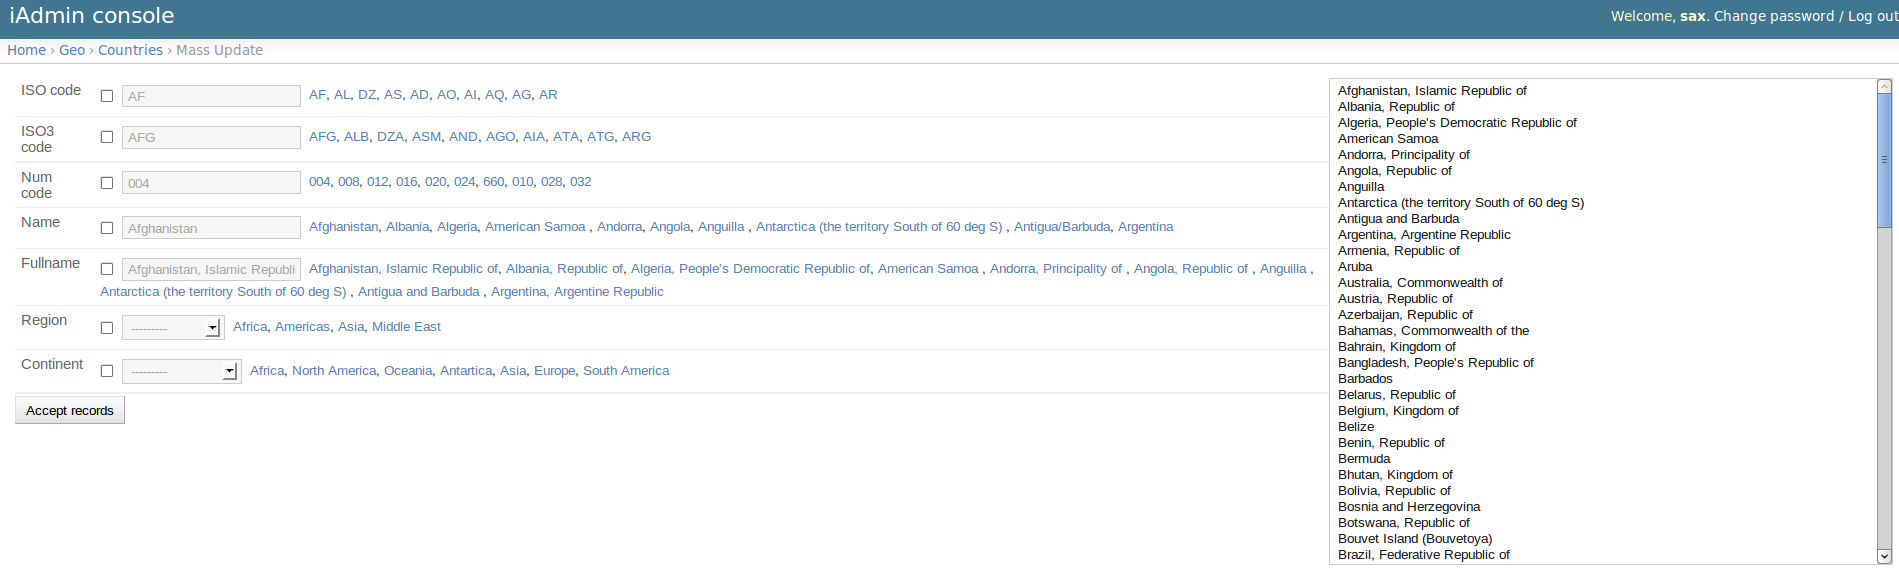 iAdmin console
Welcome, sax. Change password / Log out
Home › Geo › Countries › Mass Update
ISO code
AF
AF, AL, DZ, AS, AD, AO, AI, AQ, AG, AR
ISO3 code
AFG
AFG, ALB, DZA, ASM, AND, AGO, AIA, ATA, ATG, ARG
Num code
004
004, 008, 012, 016, 020, 024, 660, 010, 028, 032
Name
Afghanistan
Afghanistan, Albania, Algeria, American Samoa , Andorra, Angola, Anguilla , Antarctica (the territory South of 60 deg S) , Antigua/Barbuda, Argentina
Fullname
Afghanistan, Islamic Republi
Afghanistan, Islamic Republic of, Albania, Republic of, Algeria, People's Democratic Republic of, American Samoa , Andorra, Principality of , Angola, Republic of , Anguilla ,
Antarctica (the territory South of 60 deg S) , Antigua and Barbuda , Argentina, Argentine Republic
Region
---------
Africa, Americas, Asia, Middle East
Continent
---------
Africa, North America, Oceania, Antartica, Asia, Europe, South America
Accept records
Afghanistan, Islamic Republic of
Albania, Republic of
Algeria, People's Democratic Republic of
American Samoa
Andorra, Principality of
Angola, Republic of
Anguilla
Antarctica (the territory South of 60 deg S)
Antigua and Barbuda
Argentina, Argentine Republic
Armenia, Republic of
Aruba
Australia, Commonwealth of
Austria, Republic of
Azerbaijan, Republic of
Bahamas, Commonwealth of the
Bahrain, Kingdom of
Bangladesh, People's Republic of
Barbados
Belarus, Republic of
Belgium, Kingdom of
Belize
Benin, Republic of
Bermuda
Bhutan, Kingdom of
Bolivia, Republic of
Bosnia and Herzegovina
Botswana, Republic of
Bouvet Island (Bouvetoya)
Brazil, Federative Republic of